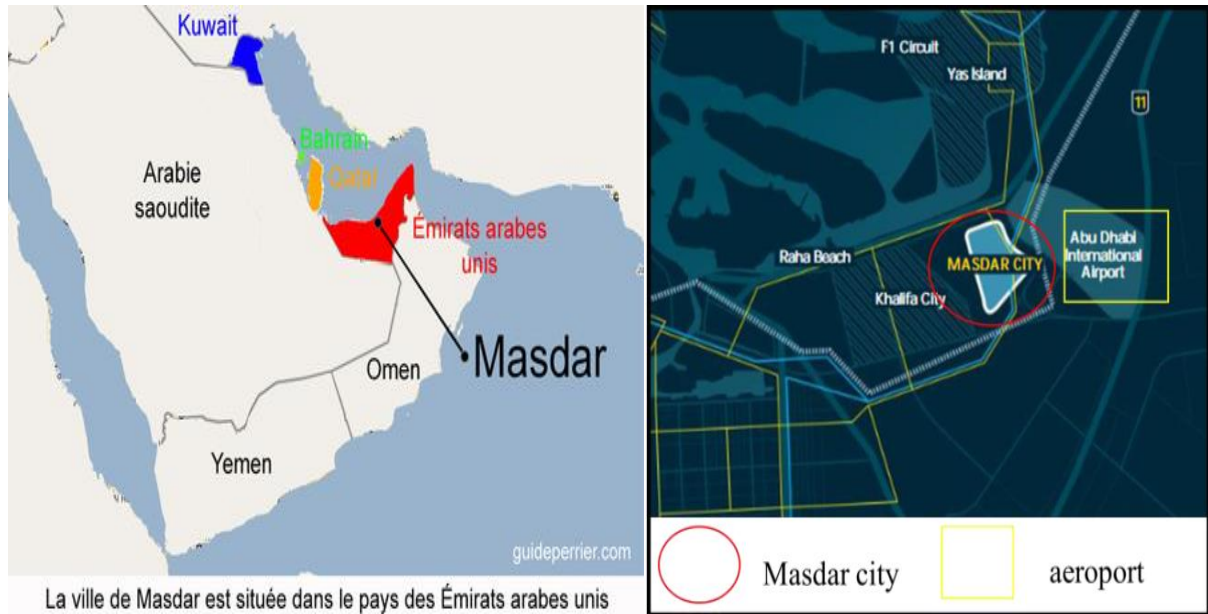 Kuwait
Bahrain
Qatar
Arabie
saoudite
Émirats arabes
unis
Masdar
Omen
Yemen
guideperrier.com
La ville de Masdar est située dans le pays des Émirats arabes unis
F1 Circuit
Yas Island
11
Raha Beach
MASDAR CITY
Abu Dhabi
International
Airport
Khalifa City
Masdar city
aeroport